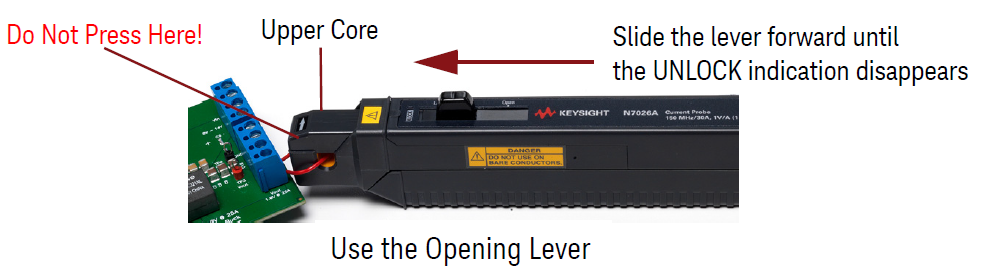 Do Not Press Here!
Upper Core
Slide the lever forward until
the UNLOCK indication disappears
Open
KEYSIGHT N7026A Current Probe
150 MHz/30A, 1V/A
DANGER
DO NOT USE ON
BARE CONDUCTORS.
Use the Opening Lever